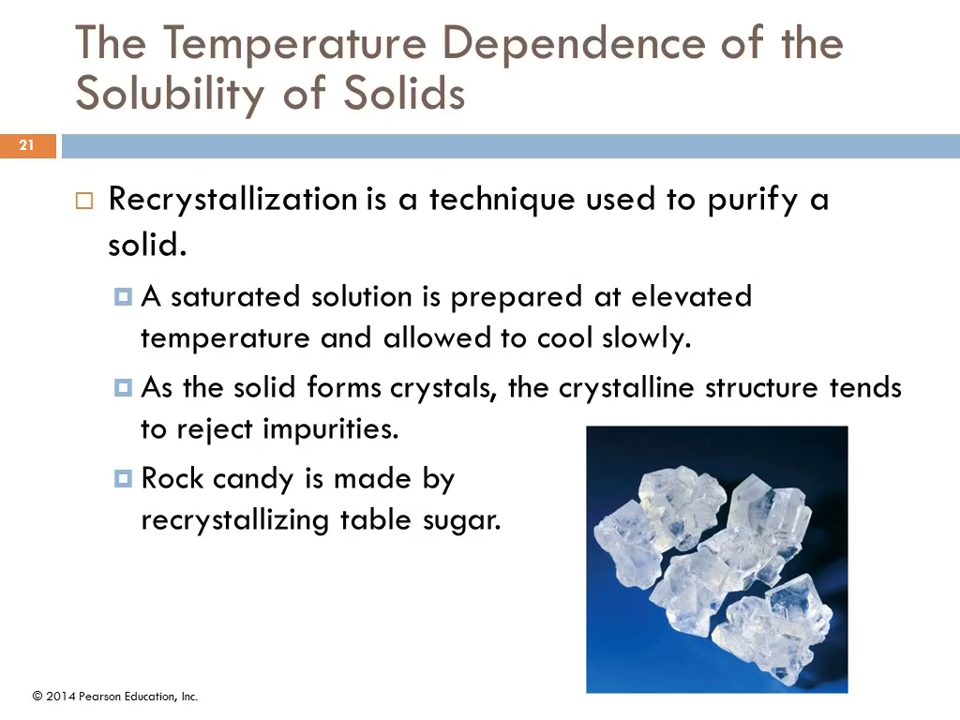 The Temperature Dependence of the
Solubility of Solids
21
Recrystallization is a technique used to purify a
solid.
A saturated solution is prepared at elevated
temperature and allowed to cool slowly.
As the solid forms crystals, the crystalline structure tends
to reject impurities.
Rock candy is made by
recrystallizing table sugar.
© 2014 Pearson Education, Inc.